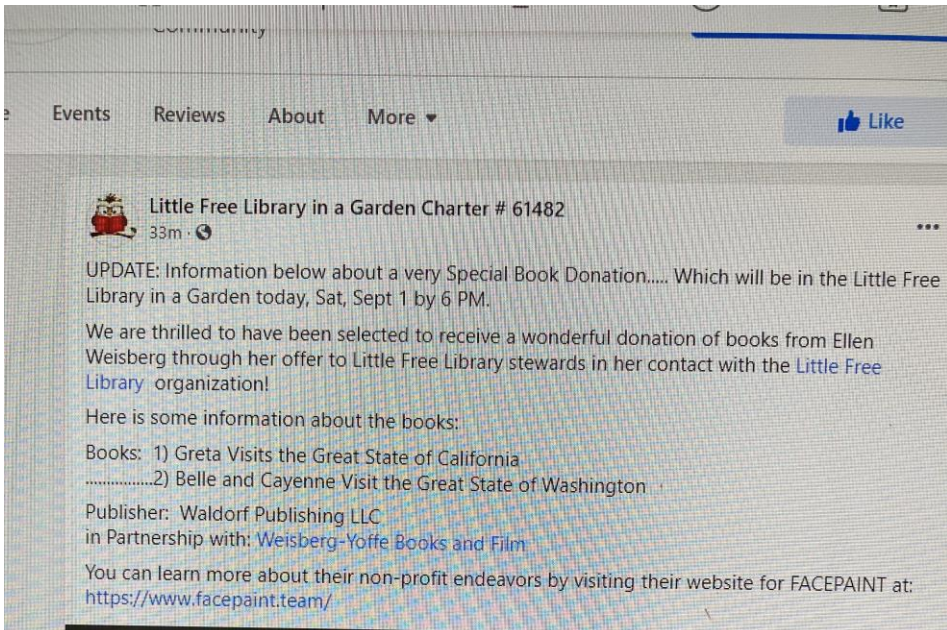 Community
Events Reviews About More
Like
Little Free Library in a Garden Charter # 61482
33m ·
UPDATE: Information below about a very Special Book Donation..... Which will be in the Little Free
Library in a Garden today, Sat, Sept 1 by 6 PM.
We are thrilled to have been selected to receive a wonderful donation of books from Ellen
Weisberg through her offer to Little Free Library stewards in her contact with the Little Free
Library organization!
Here is some information about the books:
Books: 1) Greta Visits the Great State of California
.................2) Belle and Cayenne Visit the Great State of Washington
Publisher: Waldorf Publishing LLC
in Partnership with: Weisberg-Yoffe Books and Film
You can learn more about their non-profit endeavors by visiting their website for FACEPAINT at:
https://www.facepaint.team/